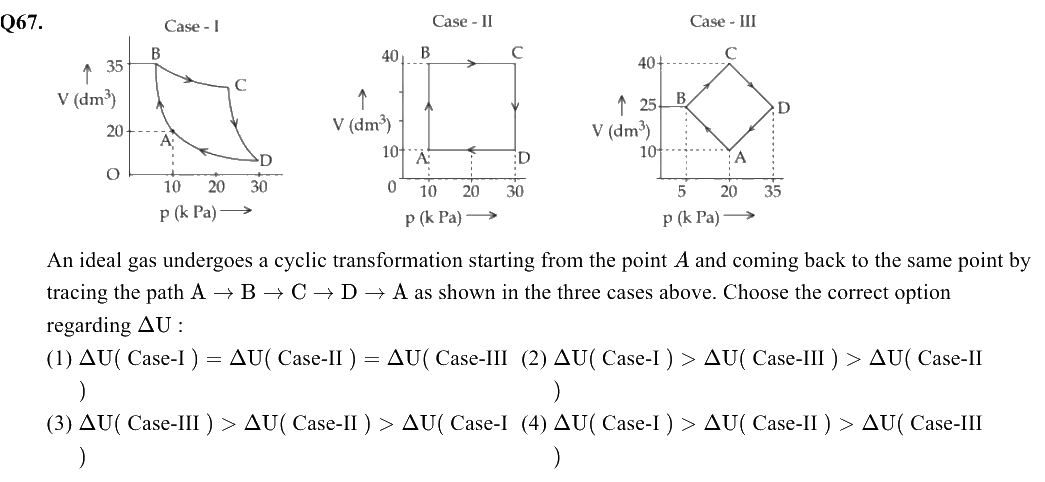 Q67.
Case - I
Case - II
Case - III
B
35
V (dm³)
C
20
A
D
O
10 20 30
p (k Pa)
40 B C
V (dm³)
10 A D
0 10 20 30
p (k Pa)
C
40
25 B D
V (dm³)
10
A
5 20 35
p (k Pa)
An ideal gas undergoes a cyclic transformation starting from the point A and coming back to the same point by
tracing the path A → B → C → D → A as shown in the three cases above. Choose the correct option
regarding ΔU :
(1) ΔU( Case-I ) = ΔU( Case-II ) = ΔU( Case-III (2) ΔU( Case-I ) > ΔU( Case-III ) > ΔU( Case-II
) )
(3) ΔU( Case-III ) > ΔU( Case-II ) > ΔU( Case-I (4) ΔU( Case-I ) > ΔU( Case-II ) > ΔU( Case-III
) )